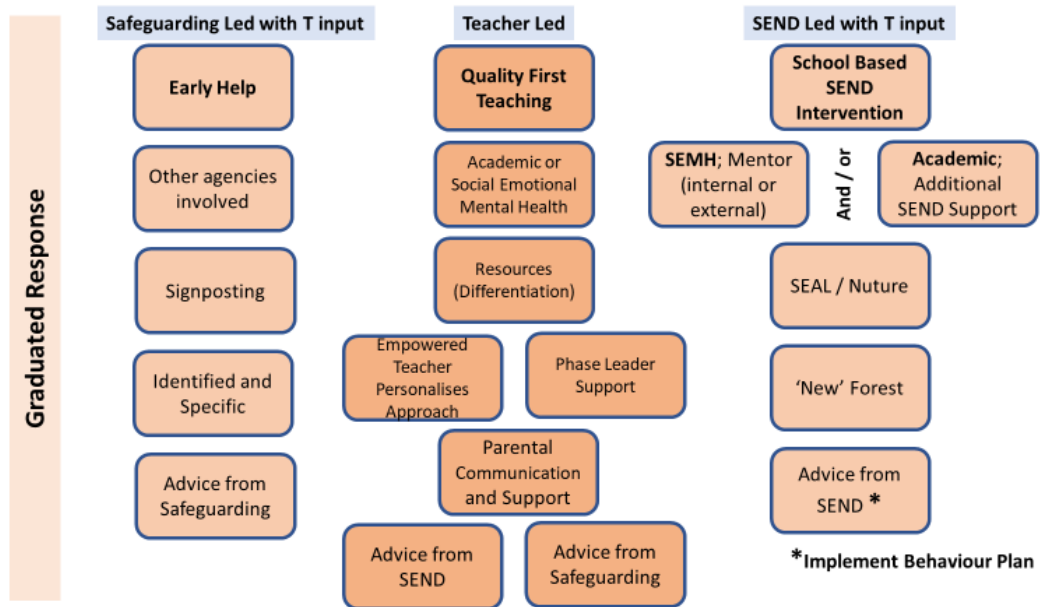 Graduated Response
Safeguarding Led with T input
Early Help
Other agencies
involved
Signposting
Identified and
Specific
Advice from
Safeguarding
Teacher Led
Quality First
Teaching
Academic or
Social Emotional
Mental Health
Resources
(Differentiation)
Empowered
Teacher
Personalises
Approach
Phase Leader
Support
Parental
Communication
and Support
Advice from
SEND
Advice from
Safeguarding
SEND Led with T input
School Based
SEND
Intervention
SEMH; Mentor
(internal or
external)
And / or
Academic;
Additional
SEND Support
SEAL / Nuture
‘New’ Forest
Advice from
SEND *
*Implement Behaviour Plan